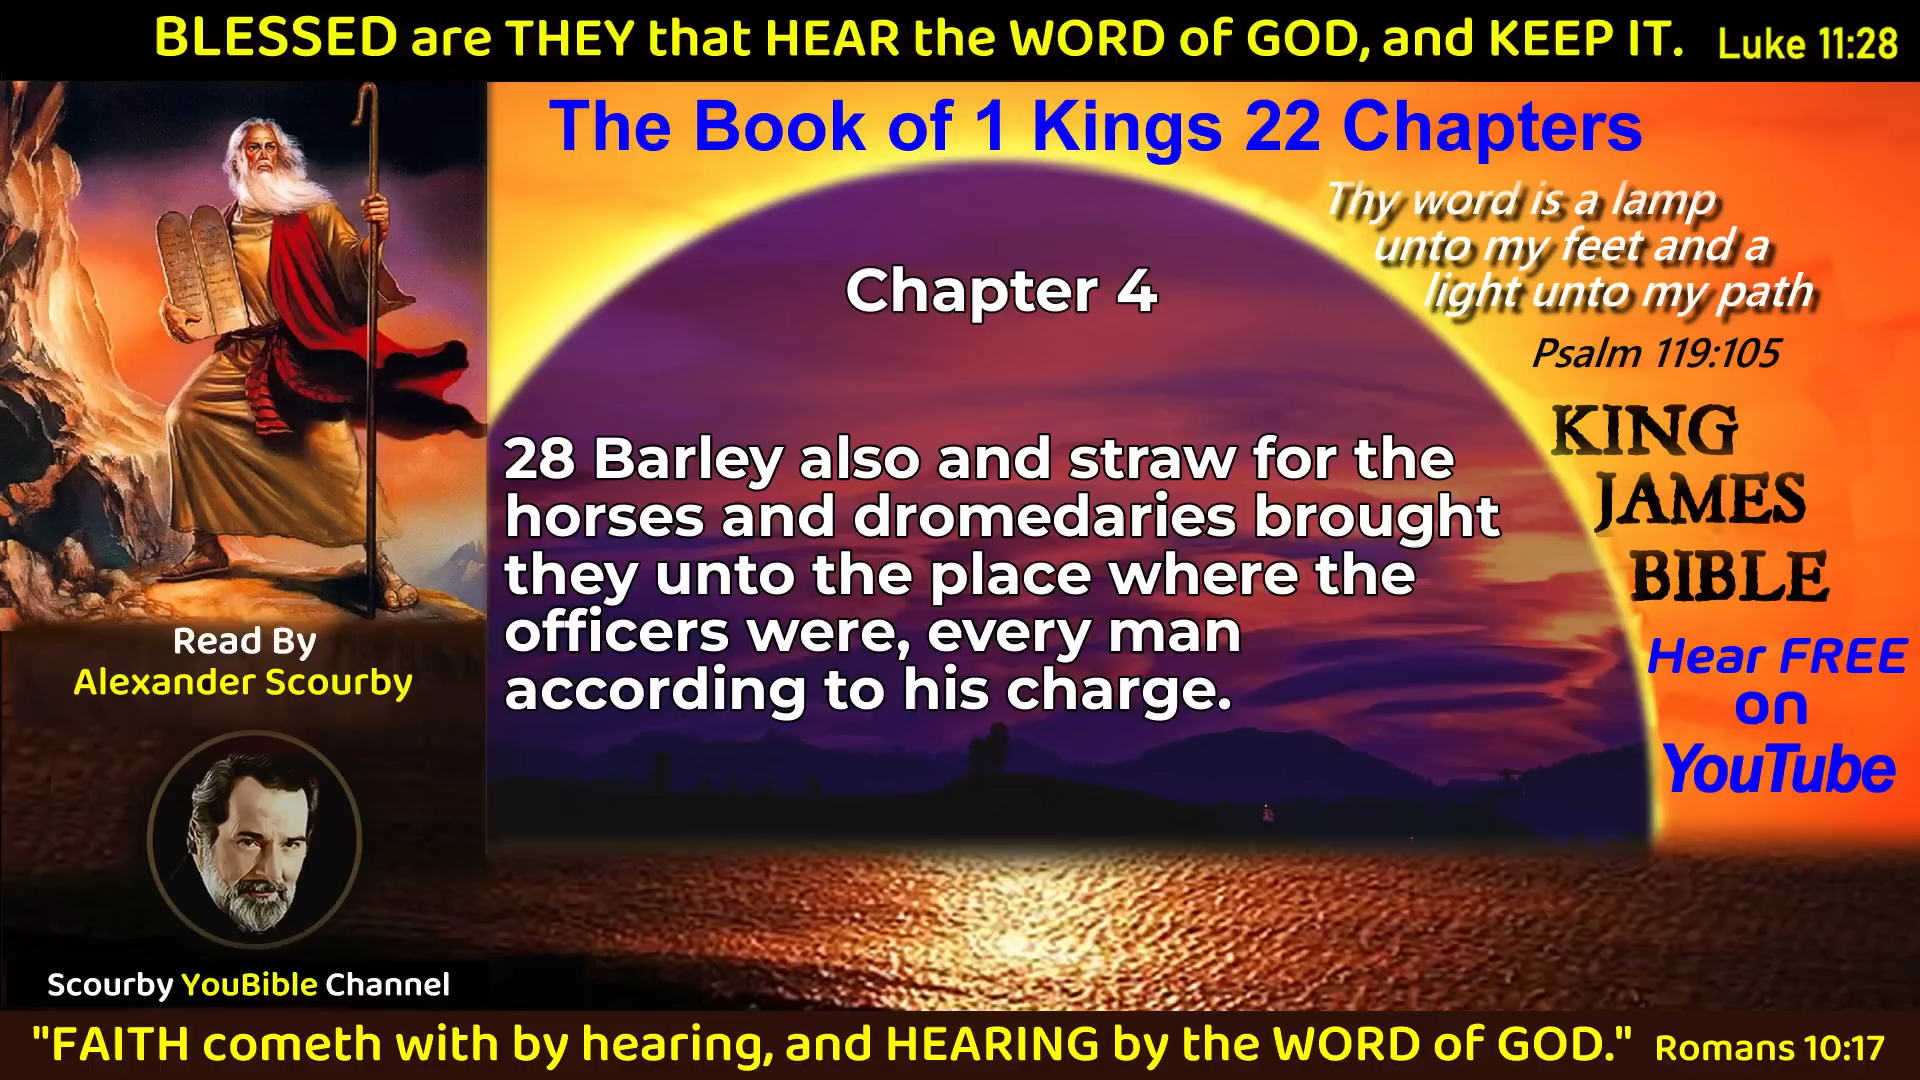 BLESSED are THEY that HEAR the WORD of GOD, and KEEP IT. Luke 11:28
The Book of 1 Kings 22 Chapters
Thy word is a lamp
unto my feet and a
light unto my path
Psalm 119:105
Chapter 4
28 Barley also and straw for the
horses and dromedaries brought
they unto the place where the
officers were, every man
according to his charge.
KING
JAMES
BIBLE
Hear FREE
on
YouTube
Read By
Alexander Scourby
Scourby YouBible Channel
"FAITH cometh with by hearing, and HEARING by the WORD of GOD." Romans 10:17